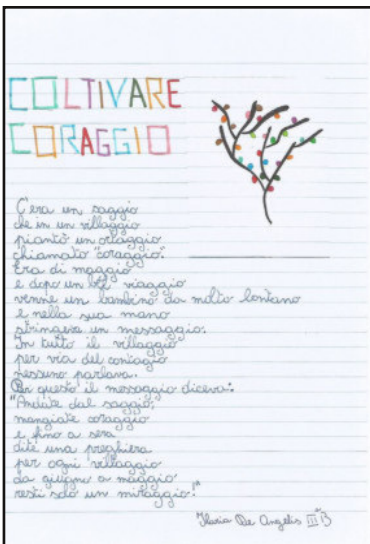 COLTIVARE
CORAGGIO
C'era un saggio
che in un villaggio
piantò un ortaggio
chiamato "coraggio".
Era di maggio
e dopo un bel viaggio
venne un bambino da molto lontano
e nella sua mano
stringeva un messaggio.
In tutto il villaggio
per via del contagio
nessuno parlava.
Per questo il messaggio diceva:
"Andate dal saggio,
mangiate coraggio
e fino a sera
dite una preghiera
per ogni villaggio
da giugno a maggio
resti solo un miraggio!"
Ilaria De Angelis III B